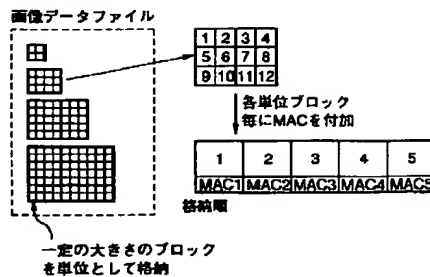 画像データファイル
1 2 3 4
5 6 7 8
9 10 11 12
各単位ブロック
毎にMACを付加
1 2 3 4 5
MAC1 MAC2 MAC3 MAC4 MAC5
格納順
一定の大きさのブロック
を単位として格納